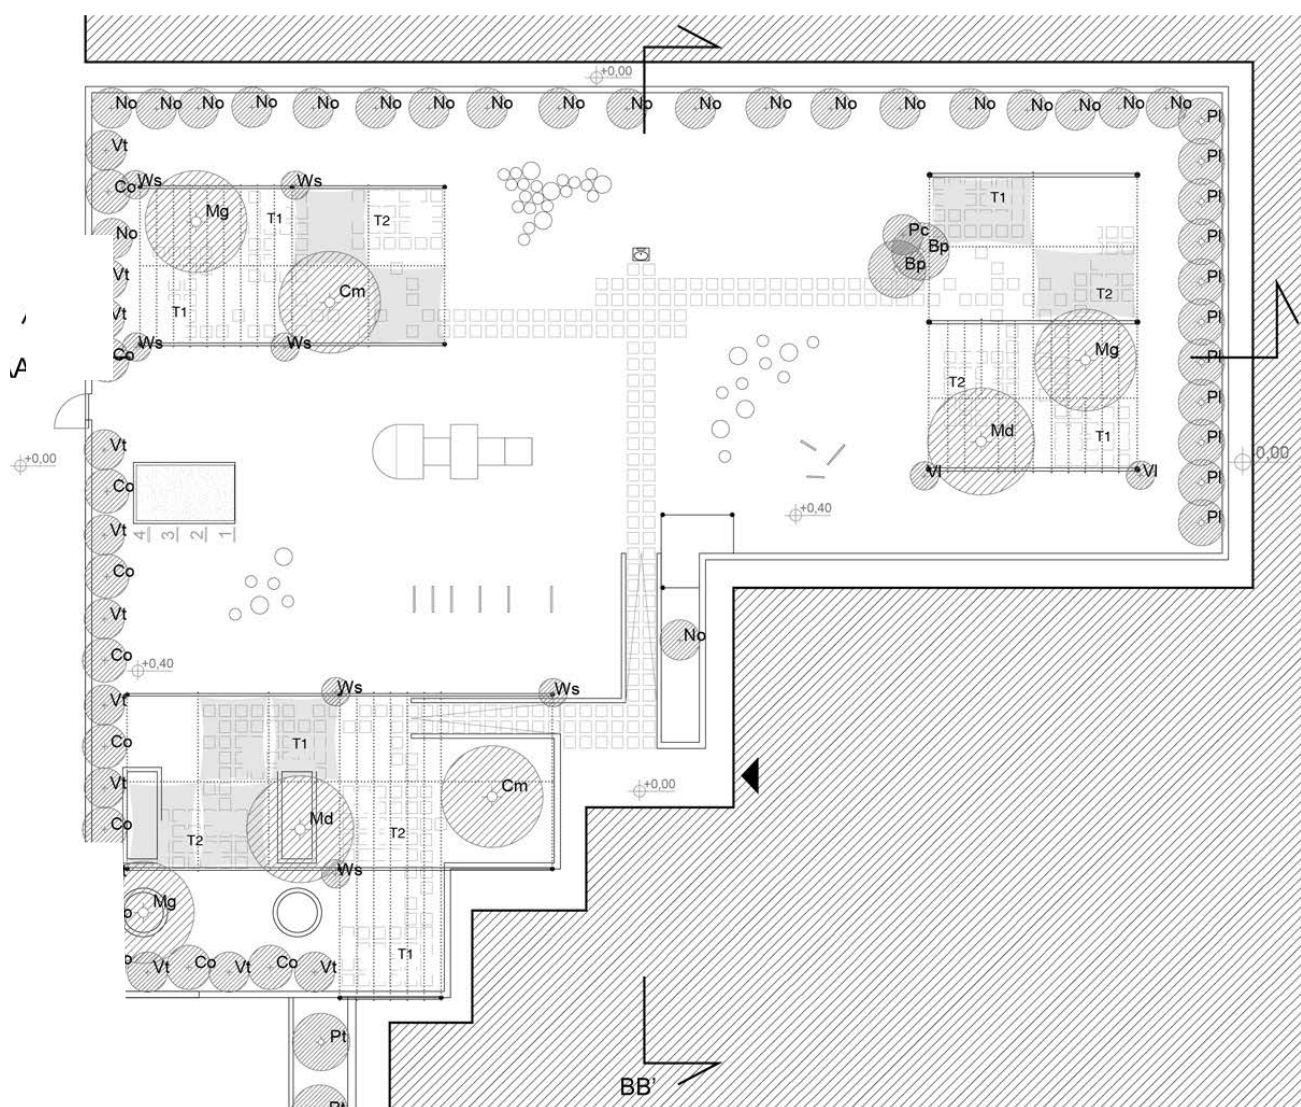 +0,00
No No No No No No No No No No No No No No No No No No
Pl
Vt
Pl
Co Ws Ws
Mg T1 T2
T1
Pl
No
Pc
Bp
Pl
Bp
Vt
Pl
Cm
T2
T1
Vt
Pl
Co Ws Ws
Mg
Pl
T2
Pl
Md T1
Vt
Pl
+0,00
+0,00
Vl Vl
Pl
Co
4 3 2 1
+0,40
Pl
Vt
Co
Vt
No
Co
+0,40
Ws Ws
Vt
T1
Co
+0,00
Vt
Cm
Md
Co
T2
T2
Ws
Mg
T1
Vt Co Vt Co Vt
Pt
BB'